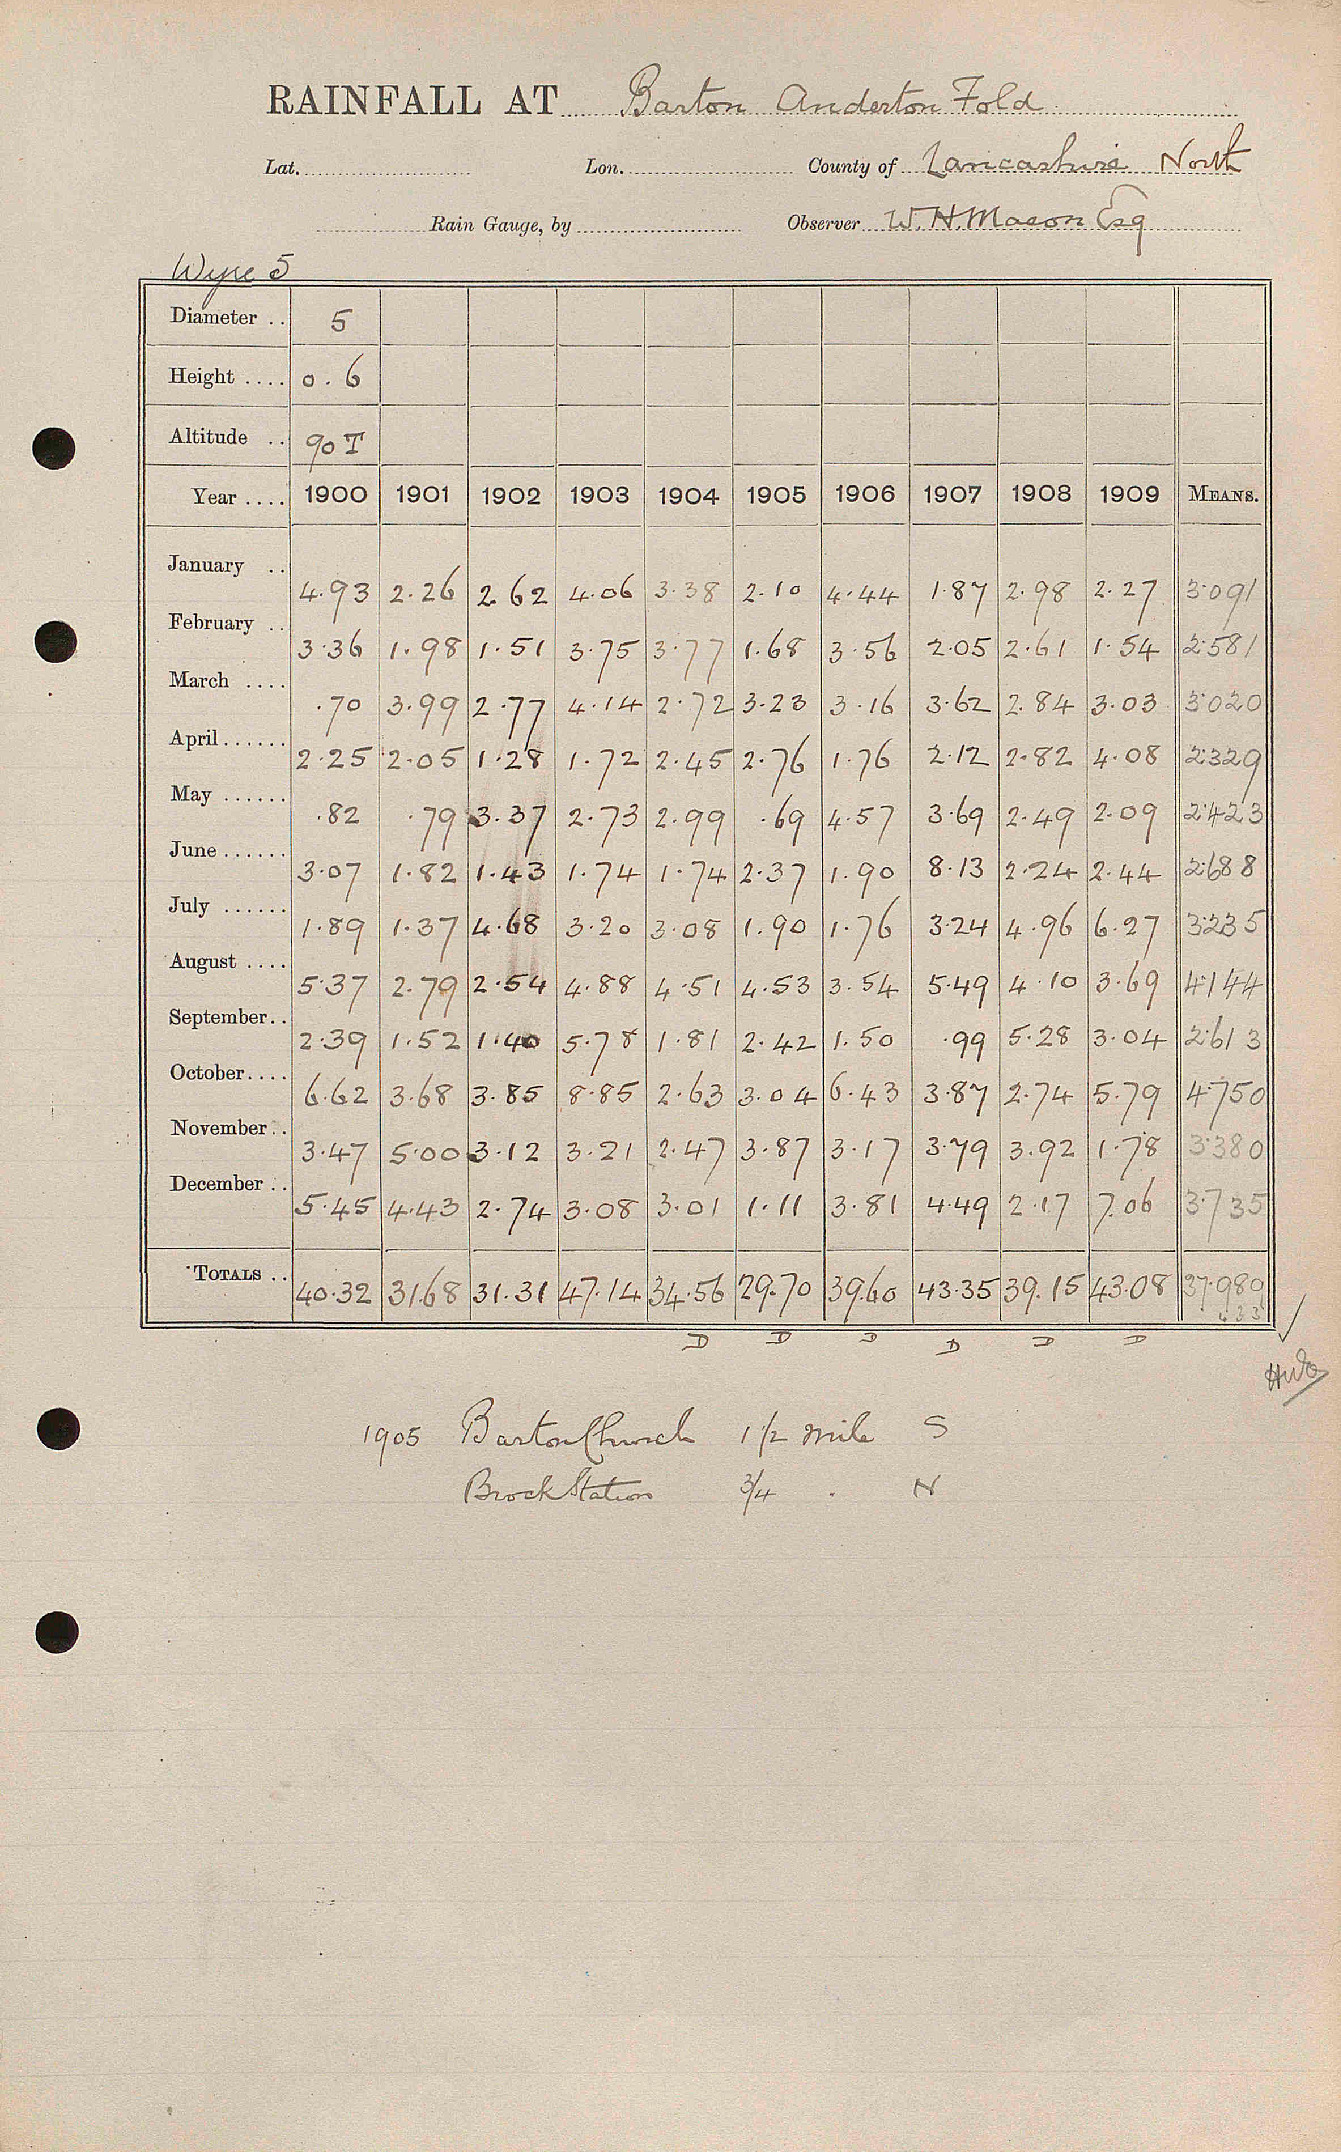 RAINFALL AT Barton Anderton Fold
Lat. Lon. County of Lancashire North
Rain Gauge, by Observer W. H. Mason Esq
Wyre 5
Diameter .. 5
Height .... 0.6
Altitude .. 90 T
Year .... 1900 1901 1902 1903 1904 1905 1906 1907 1908 1909 MEANS.
January .. 4.93 2.26 2.62 4.06 3.38 2.10 4.44 1.87 2.98 2.27 3.091
February .. 3.36 1.98 1.51 3.75 3.77 1.68 3.56 2.05 2.61 1.54 2.581
March .... .70 3.99 2.77 4.14 2.72 3.23 3.16 3.62 2.84 3.03 3.020
April ...... 2.25 2.05 1.28 1.72 2.45 2.76 1.76 2.12 2.82 4.08 2.329
May ...... .82 .79 3.37 2.73 2.99 .69 4.57 3.69 2.49 2.09 2.423
June ...... 3.07 1.82 1.43 1.74 1.74 2.37 1.90 8.13 2.24 2.44 2.688
July ...... 1.89 1.37 4.68 3.20 3.08 1.90 1.76 3.24 4.96 6.27 3.235
August .... 5.37 2.79 2.54 4.88 4.51 4.53 3.54 5.49 4.10 3.69 4.144
September .. 2.39 1.52 1.40 5.78 1.81 2.42 1.50 .99 5.28 3.04 2.613
October .... 6.62 3.68 3.85 8.85 2.63 3.04 6.43 3.87 2.74 5.79 4.750
November .. 3.47 5.00 3.12 3.21 2.47 3.87 3.17 3.79 3.92 1.78 3.380
December .. 5.45 4.43 2.74 3.08 3.01 1.11 3.81 4.49 2.17 7.06 3.735
TOTALS .. 40.32 31.68 31.31 47.14 34.56 29.70 39.60 43.35 39.15 43.08 37.989
D D D D D D
1905 Barton Church 1 1/2 mile S
Brock Station 3/4 . N